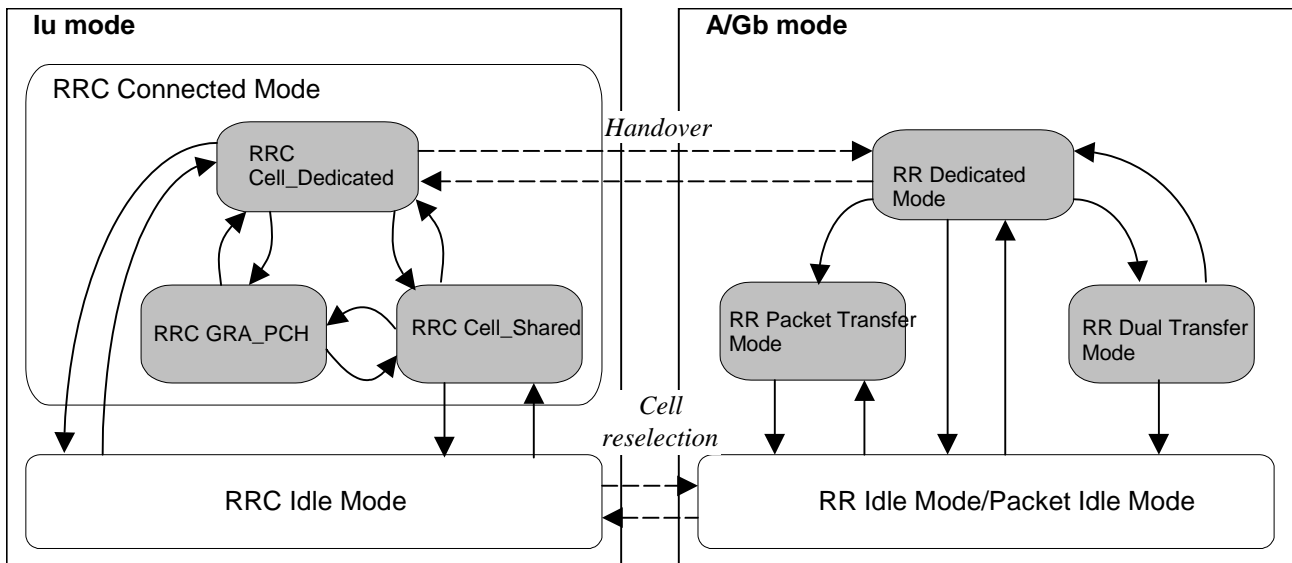 Iu mode
A/Gb mode
RRC Connected Mode
Handover
RRC
Cell_Dedicated
RR Dedicated
Mode
RRC GRA_PCH
RRC Cell_Shared
RR Packet Transfer
Mode
RR Dual Transfer
Mode
Cell
reselection
RRC Idle Mode
RR Idle Mode/Packet Idle Mode